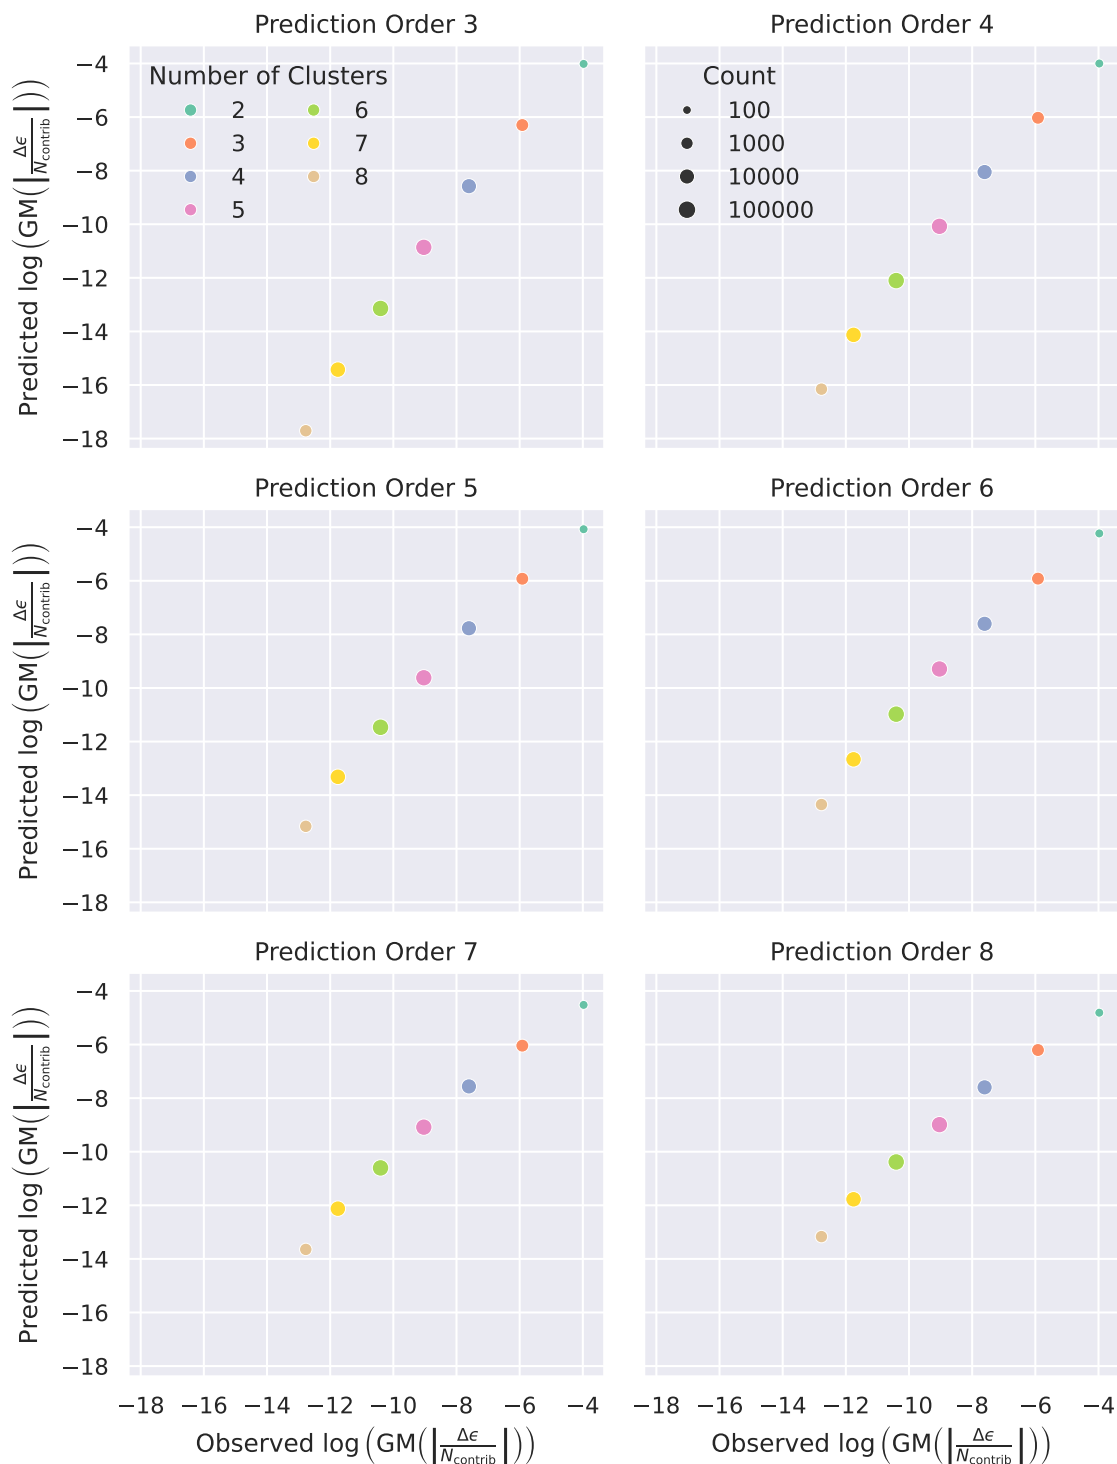 Prediction Order 3
Prediction Order 4
Number of Clusters
2
3
4
5
6
7
8
Count
100
1000
10000
100000
−4
−6
−8
−10
−12
−14
−16
−18
Predicted log(GM(|Δϵ/N_contrib|))
Prediction Order 5
Prediction Order 6
−4
−6
−8
−10
−12
−14
−16
−18
Predicted log(GM(|Δϵ/N_contrib|))
Prediction Order 7
Prediction Order 8
−4
−6
−8
−10
−12
−14
−16
−18
Predicted log(GM(|Δϵ/N_contrib|))
−18 −16 −14 −12 −10 −8 −6 −4
−18 −16 −14 −12 −10 −8 −6 −4
Observed log(GM(|Δϵ/N_contrib|))
Observed log(GM(|Δϵ/N_contrib|))